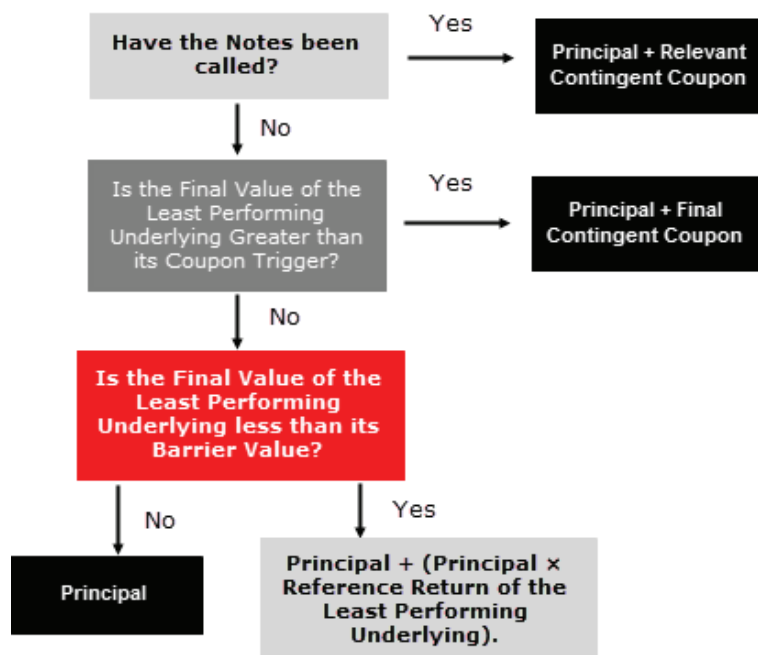 Have the Notes been
called?
Yes
Principal + Relevant
Contingent Coupon
No
Is the Final Value of the
Least Performing
Underlying Greater than
its Coupon Trigger?
Yes
Principal + Final
Contingent Coupon
No
Is the Final Value of the
Least Performing
Underlying less than its
Barrier Value?
No
Yes
Principal
Principal + (Principal ×
Reference Return of the
Least Performing
Underlying).